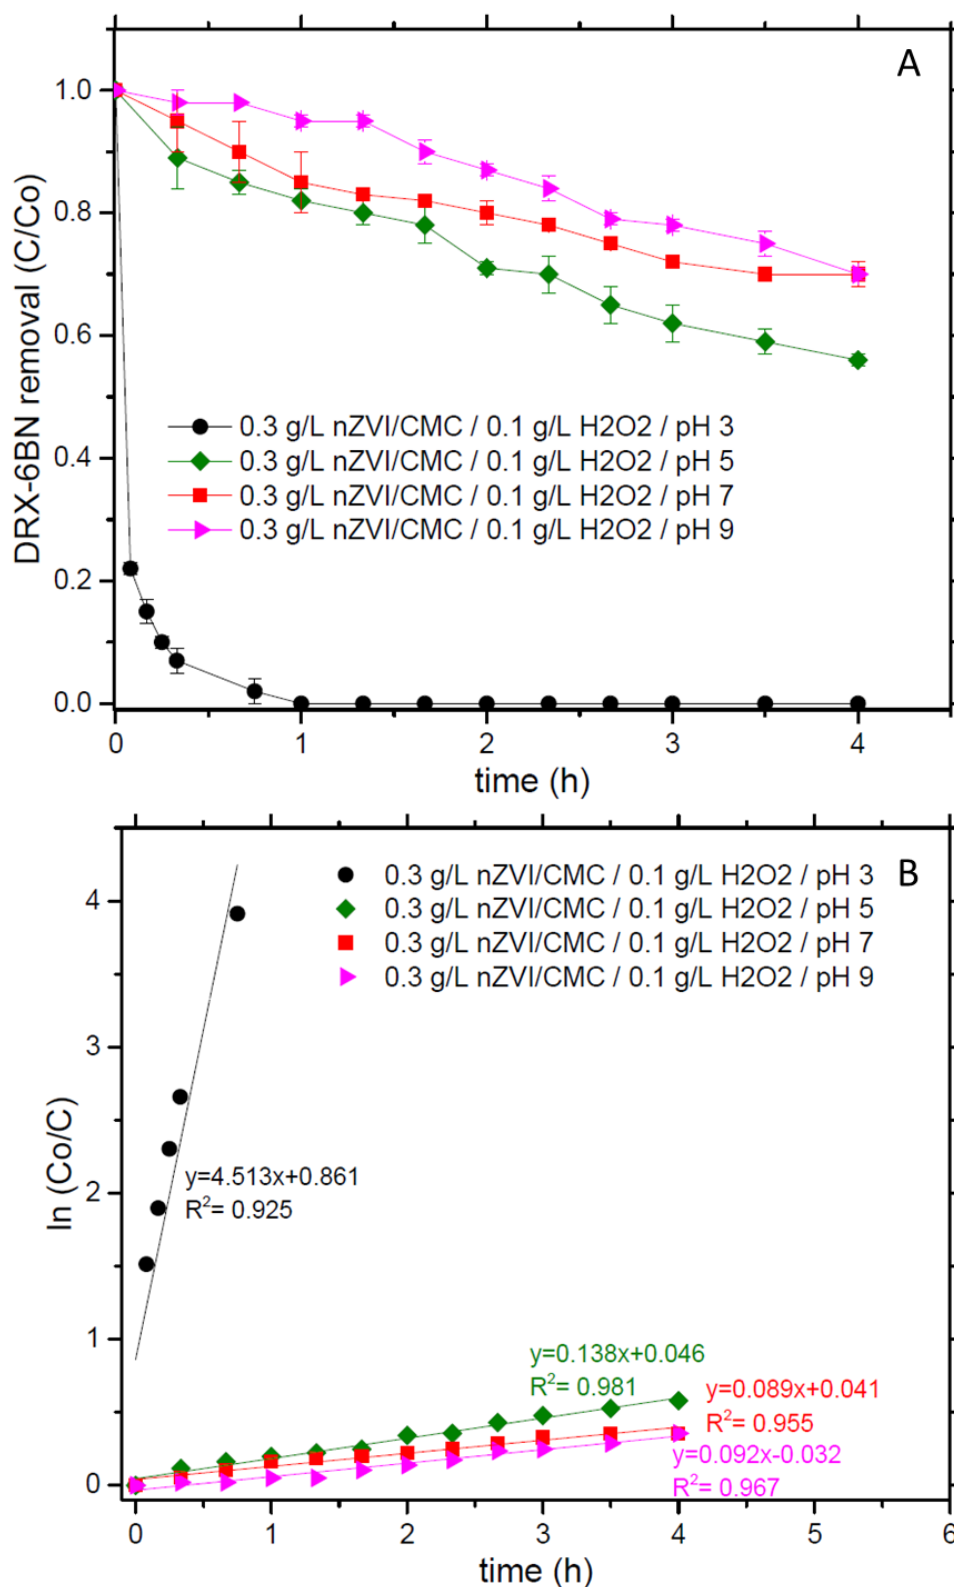 A
1.0
0.8
0.6
0.4
0.2
0.0
DRX-6BN removal (C/Co)
0.3 g/L nZVI/CMC / 0.1 g/L H2O2 / pH 3
0.3 g/L nZVI/CMC / 0.1 g/L H2O2 / pH 5
0.3 g/L nZVI/CMC / 0.1 g/L H2O2 / pH 7
0.3 g/L nZVI/CMC / 0.1 g/L H2O2 / pH 9
0 1 2 3 4
time (h)
B
0.3 g/L nZVI/CMC / 0.1 g/L H2O2 / pH 3
0.3 g/L nZVI/CMC / 0.1 g/L H2O2 / pH 5
0.3 g/L nZVI/CMC / 0.1 g/L H2O2 / pH 7
0.3 g/L nZVI/CMC / 0.1 g/L H2O2 / pH 9
4
3
2
1
0
ln (Co/C)
y=4.513x+0.861
R²= 0.925
y=0.138x+0.046
R²= 0.981
y=0.089x+0.041
R²= 0.955
y=0.092x-0.032
R²= 0.967
0 1 2 3 4 5 6
time (h)